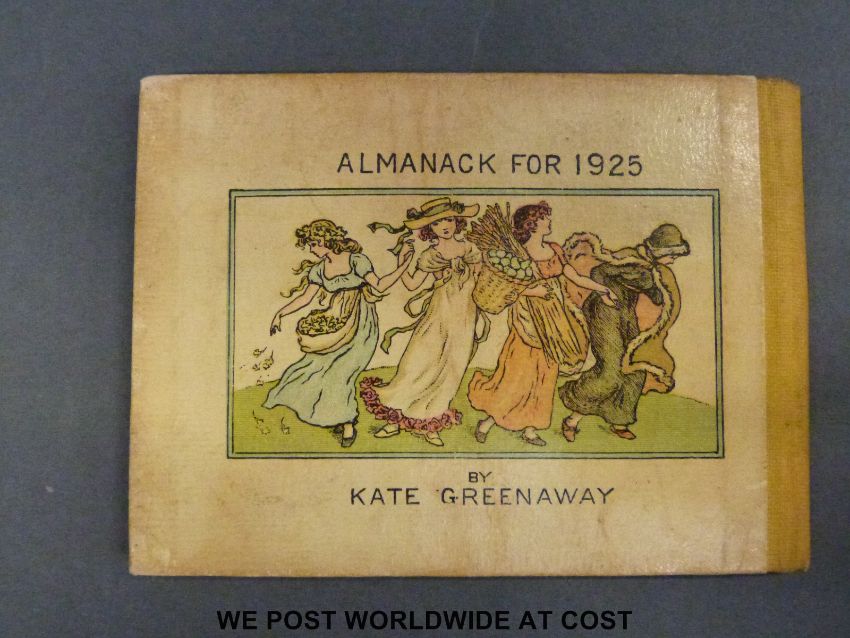 ALMANACK FOR 1925
BY
KATE GREENAWAY
WE POST WORLDWIDE AT COST